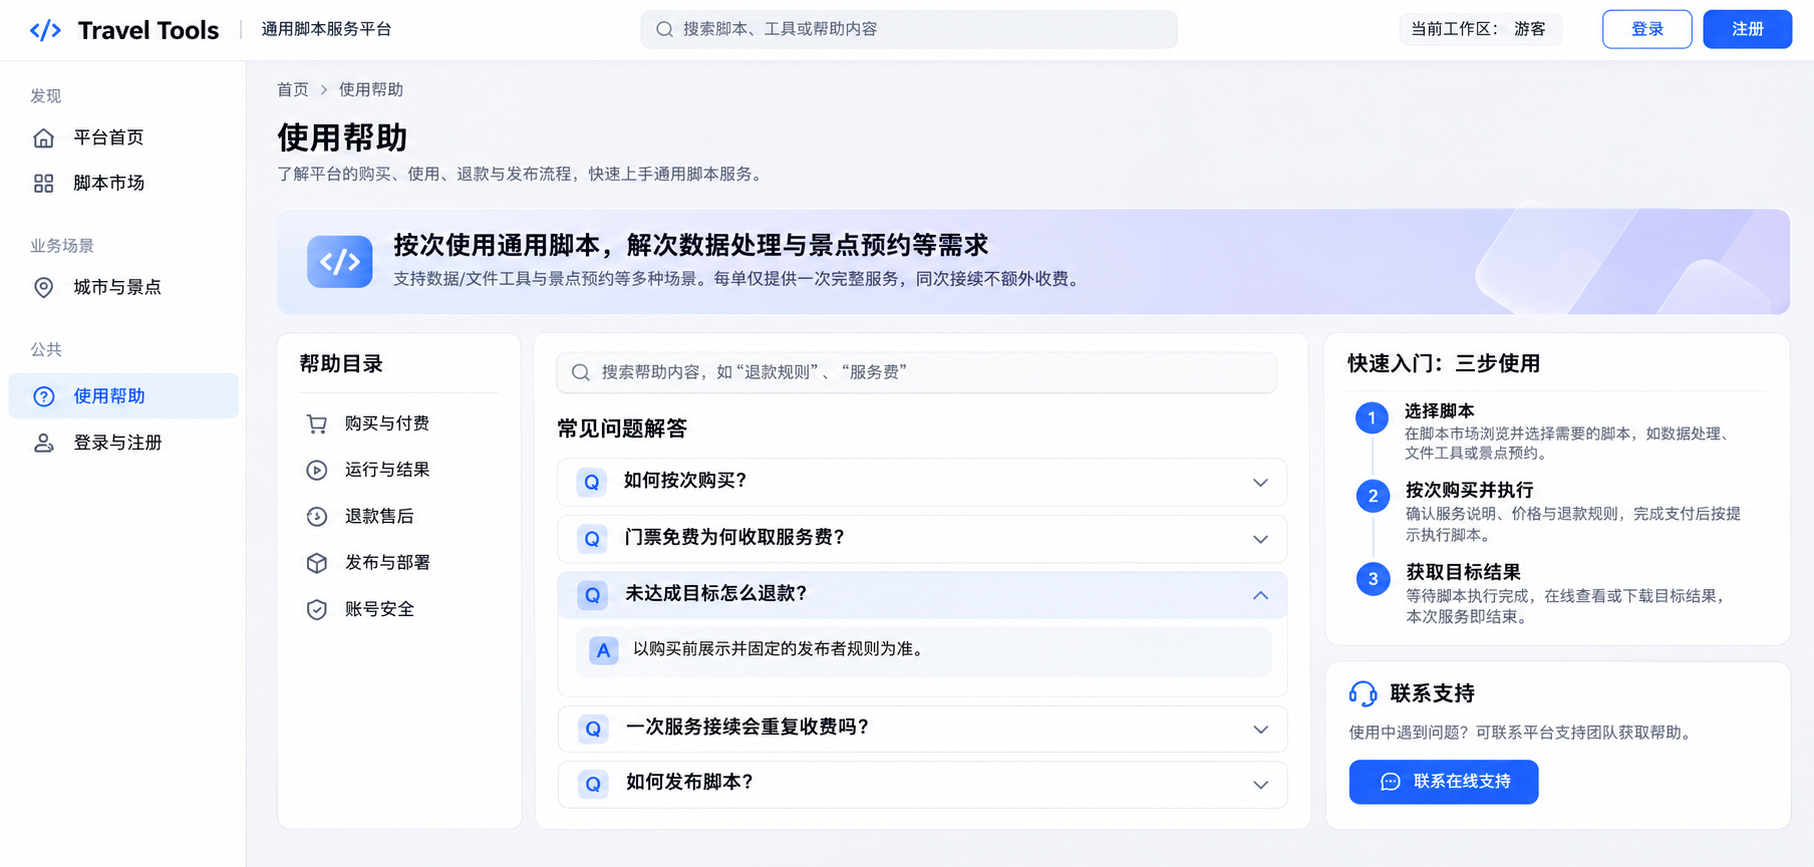 Travel Tools
通用脚本服务平台
搜索脚本、工具或帮助内容
当前工作区： 游客
登录
注册
发现
平台首页
脚本市场
业务场景
城市与景点
公共
使用帮助
登录与注册
首页 > 使用帮助
使用帮助
了解平台的购买、使用、退款与发布流程，快速上手通用脚本服务。
按次使用通用脚本，解次数据处理与景点预约等需求
支持数据/文件工具与景点预约等多种场景。每单仅提供一次完整服务，同次接续不额外收费。
帮助目录
购买与付费
运行与结果
退款售后
发布与部署
账号安全
搜索帮助内容，如“退款规则”、“服务费”
常见问题解答
Q 如何按次购买？
Q 门票免费为何收取服务费？
Q 未达成目标怎么退款？
A 以购买前展示并固定的发布者规则为准。
Q 一次服务接续会重复收费吗？
Q 如何发布脚本？
快速入门：三步使用
1 选择脚本
在脚本市场浏览并选择需要的脚本，如数据处理、
文件工具或景点预约。
2 按次购买并执行
确认服务说明、价格与退款规则，完成支付后按提
示执行脚本。
3 获取目标结果
等待脚本执行完成，在线查看或下载目标结果，
本次服务即结束。
联系支持
使用中遇到问题？可联系平台支持团队获取帮助。
联系在线支持